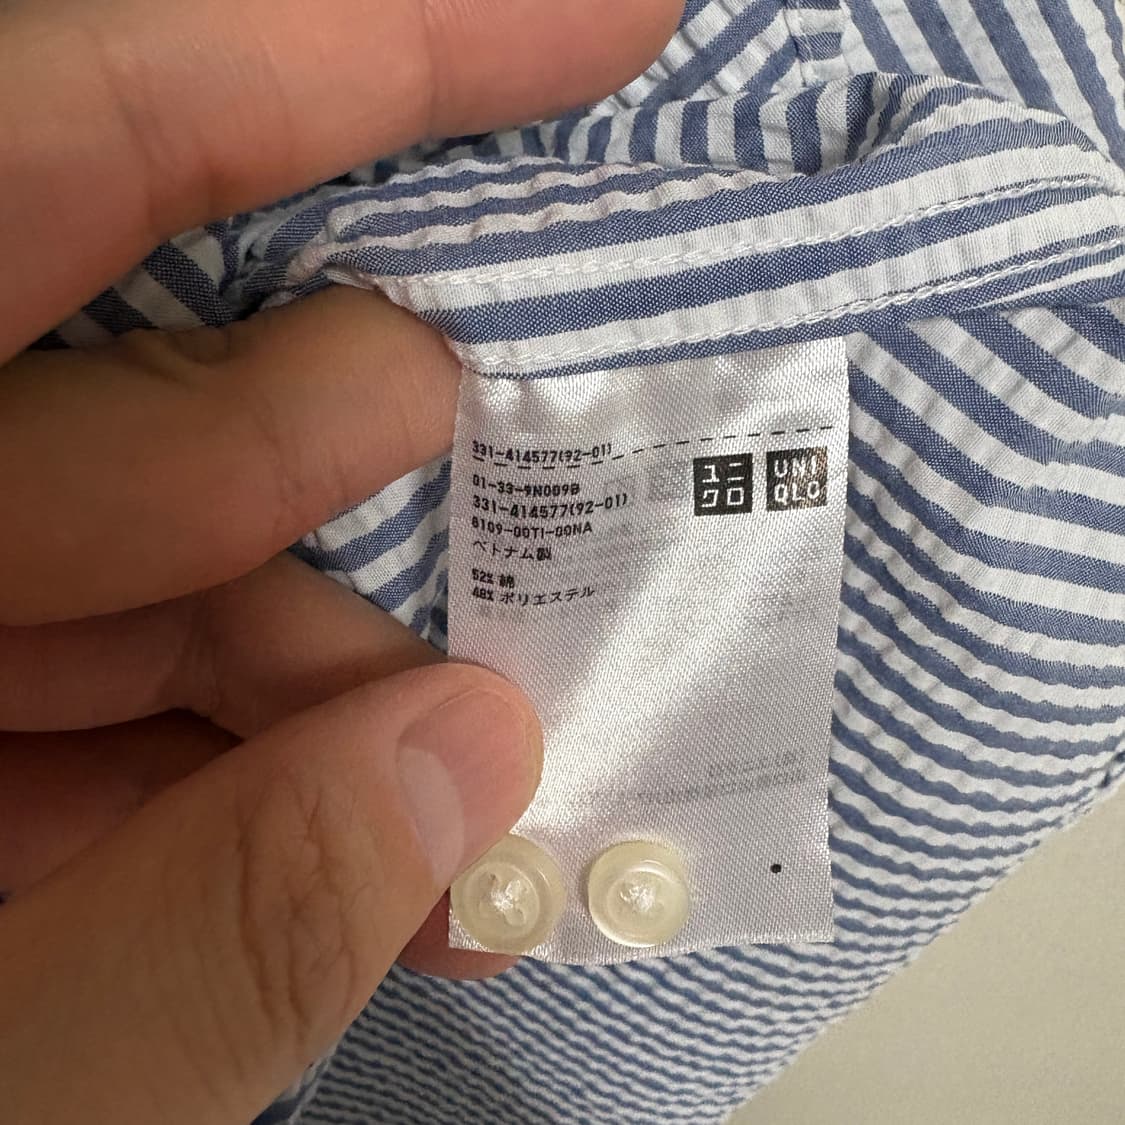 331-414577(92-01)
01-33-9N009B
331-414577(92-01)
6109-00TI-00NA
ベトナム製
52% 綿
48% ポリエステル
ユニ
クロ
UNI
QLO